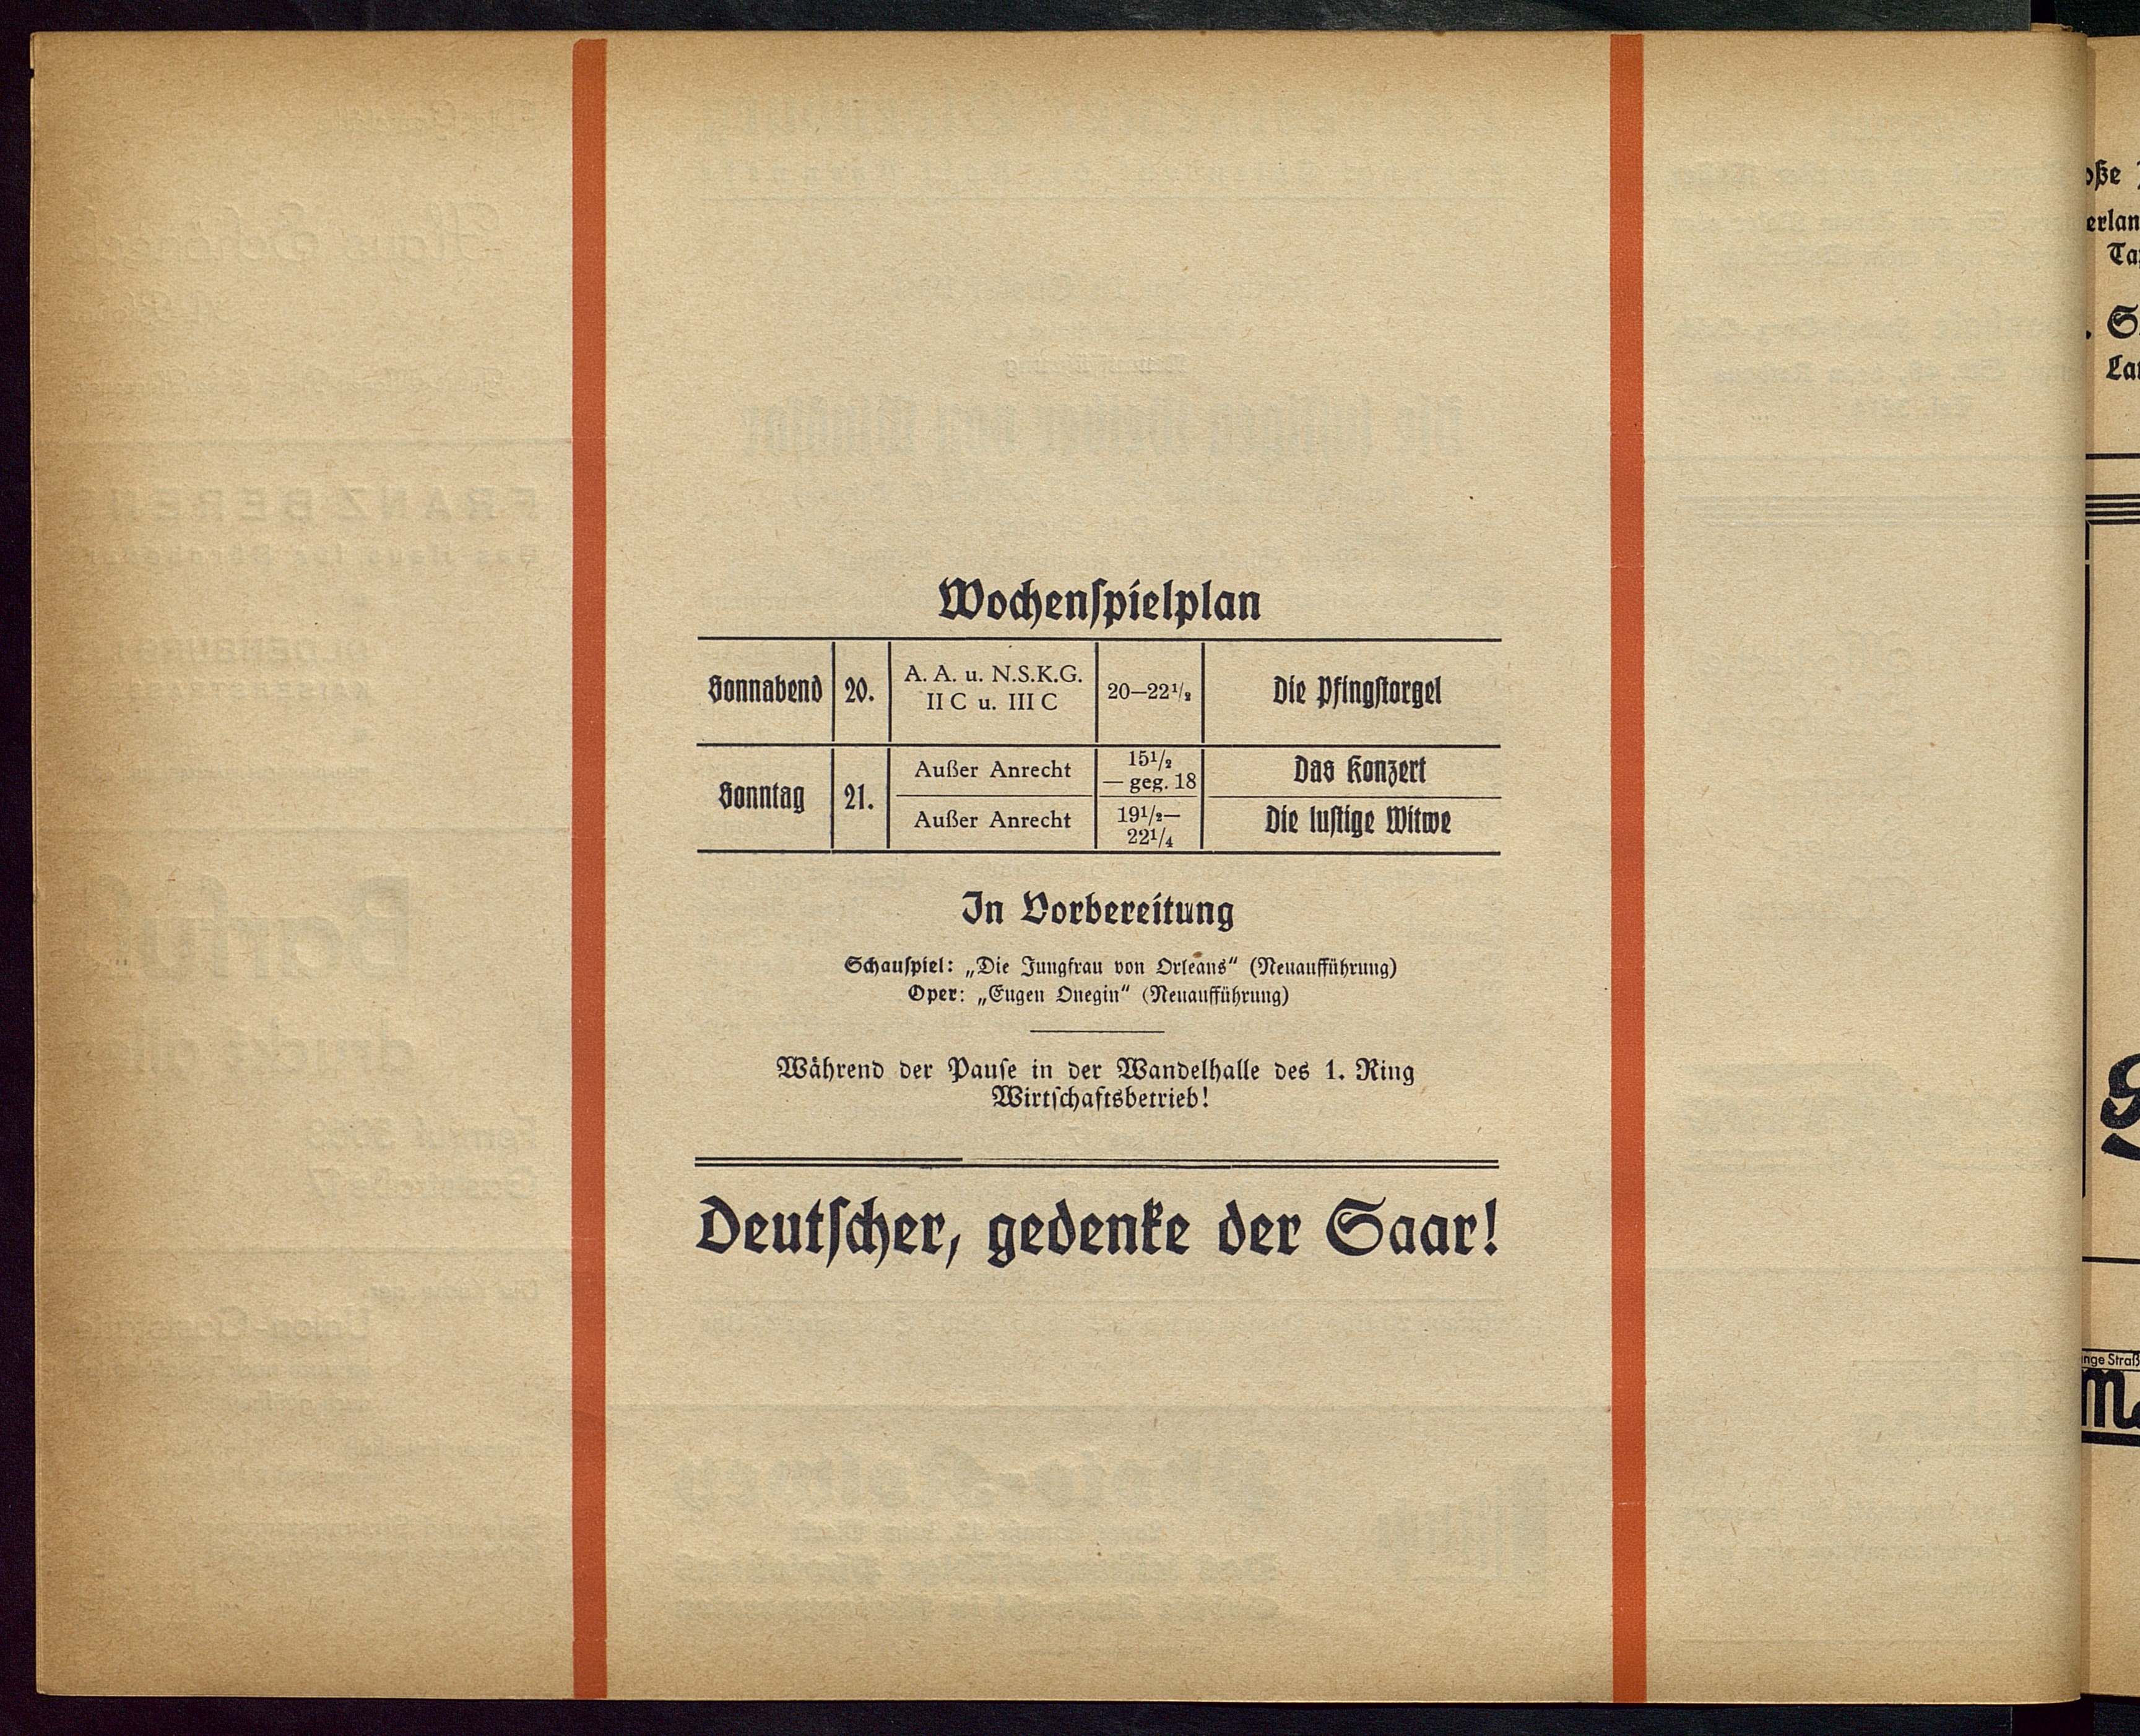 Wochenspielplan
Sonnabend 20. A. A. u. N.S.K.G. II C u. III C 20—22½ Die Pfingstorgel
Sonntag 21. Außer Anrecht 15½ — geg. 18 Das Konzert
Außer Anrecht 19½— 22¼ Die lustige Witwe
In Vorbereitung
Schauspiel: „Die Jungfrau von Orleans“ (Neuaufführung)
Oper: „Eugen Onegin“ (Neuaufführung)
Während der Pause in der Wandelhalle des 1. Ring
Wirtschaftsbetrieb!
Deutscher, gedenke der Saar!